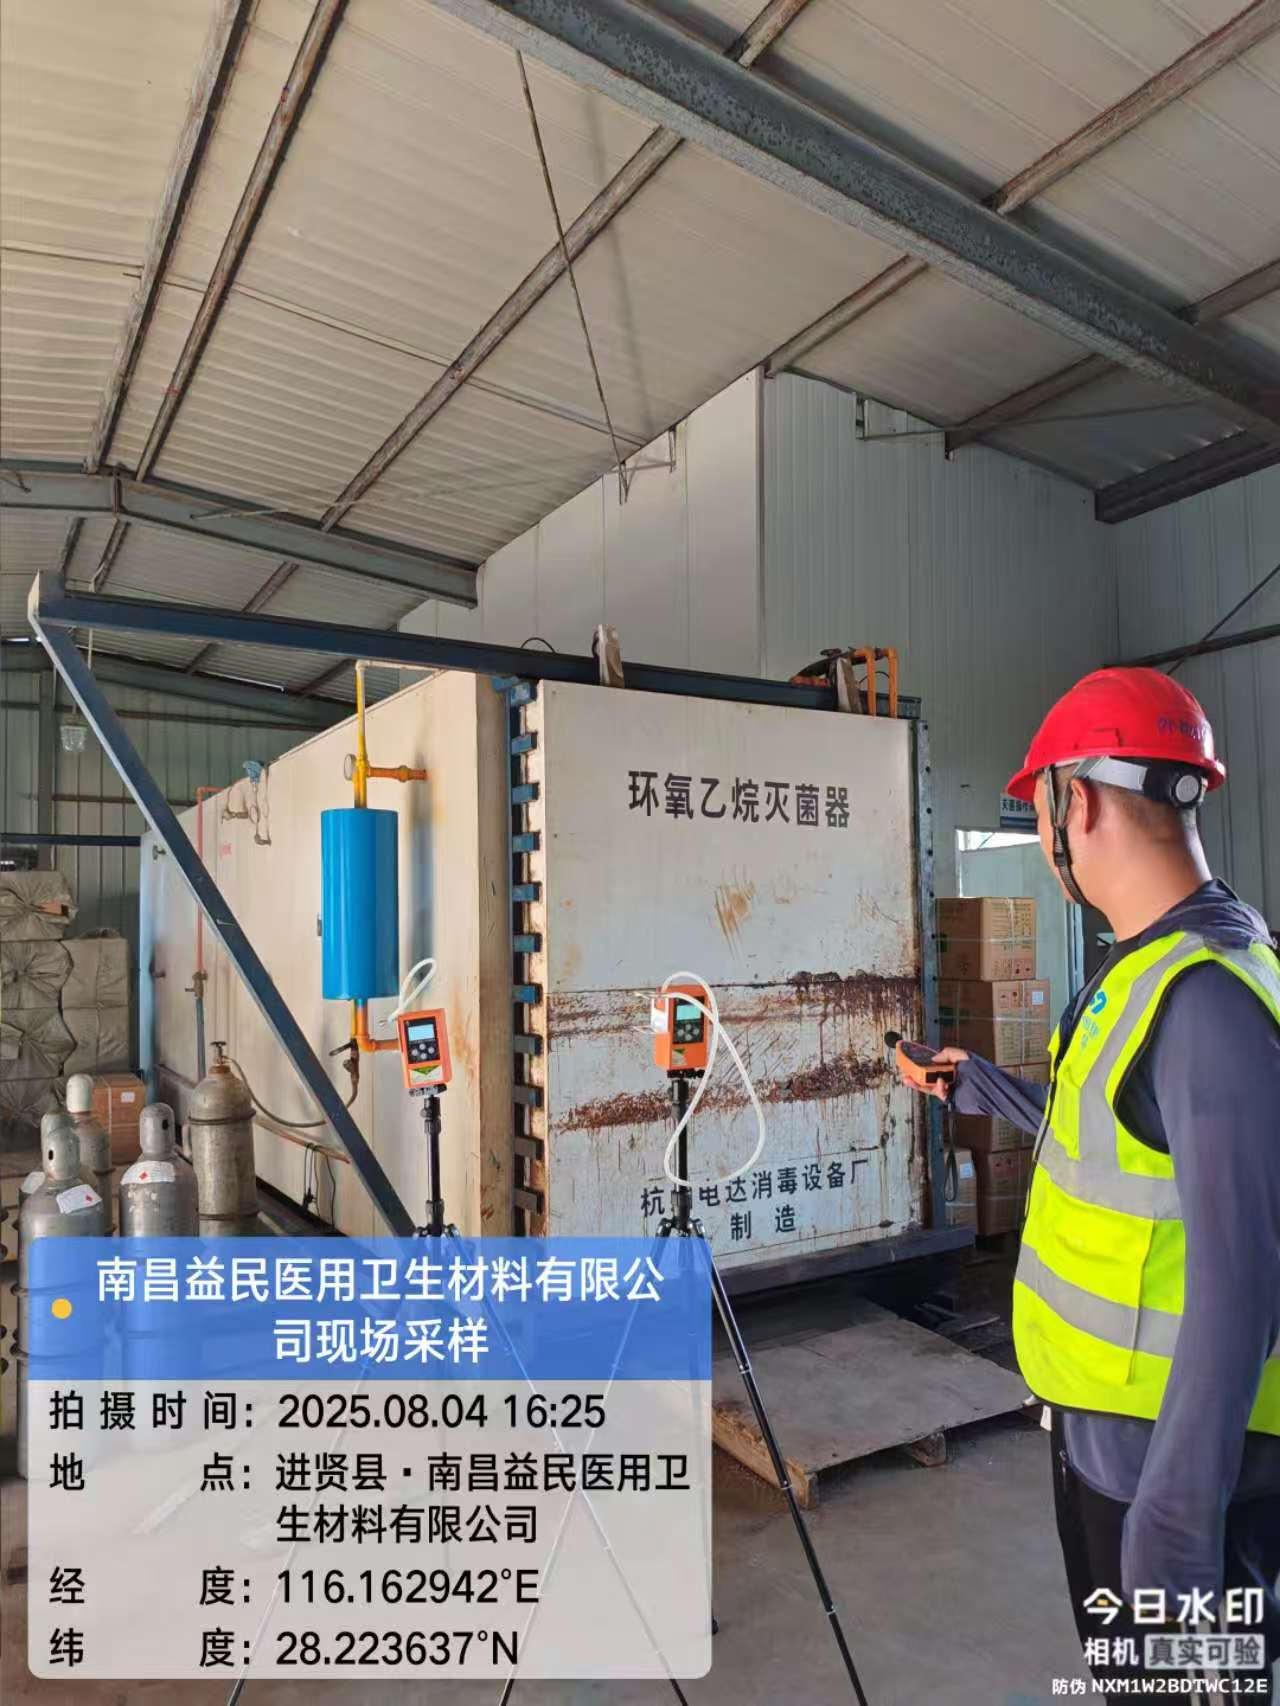 环氧乙烷灭菌器
杭 电达消毒设备厂
制造
南昌益民医用卫生材料有限公
司现场采样
拍摄时间：2025.08.04 16:25
地点：进贤县·南昌益民医用卫
生材料有限公司
经度：116.162942°E
纬度：28.223637°N
今日水印
相机 真实可验
防伪 NXM1W2BDTWC12E